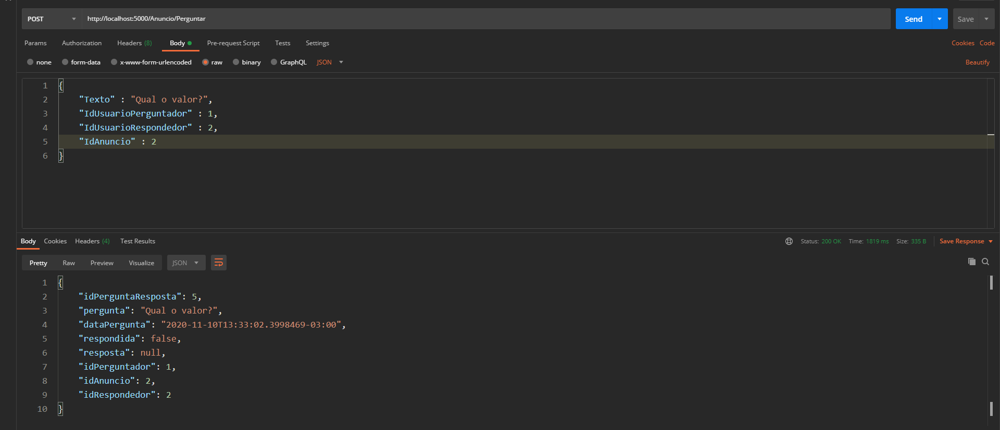 POST http://localhost:5000/Anuncio/Perguntar Send Save
Params Authorization Headers (8) Body Pre-request Script Tests Settings Cookies Code
none form-data x-www-form-urlencoded raw binary GraphQL JSON Beautify
1 {
2 "Texto" : "Qual o valor?",
3 "IdUsuarioPerguntador" : 1,
4 "IdUsuarioRespondedor" : 2,
5 "IdAnuncio" : 2
6 }
Body Cookies Headers (4) Test Results Status: 200 OK Time: 1819 ms Size: 335 B Save Response
Pretty Raw Preview Visualize JSON
1 {
2 "idPerguntaResposta": 5,
3 "pergunta": "Qual o valor?",
4 "dataPergunta": "2020-11-10T13:33:02.3998469-03:00",
5 "respondida": false,
6 "resposta": null,
7 "idPerguntador": 1,
8 "idAnuncio": 2,
9 "idRespondedor": 2
10 }